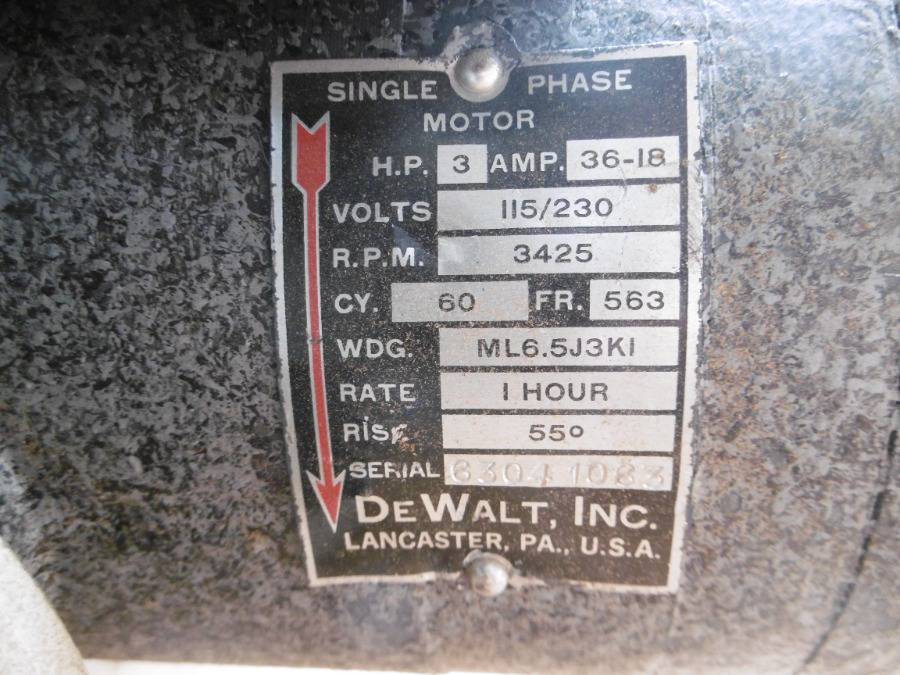 SINGLE PHASE
MOTOR
H.P. 3 AMP. 36-18
VOLTS 115/230
R.P.M. 3425
CY. 60 FR. 563
WDG. ML6.5J3K1
RATE 1 HOUR
RISE 55°
SERIAL 6304 1083
DEWALT, INC.
LANCASTER, PA., U.S.A.